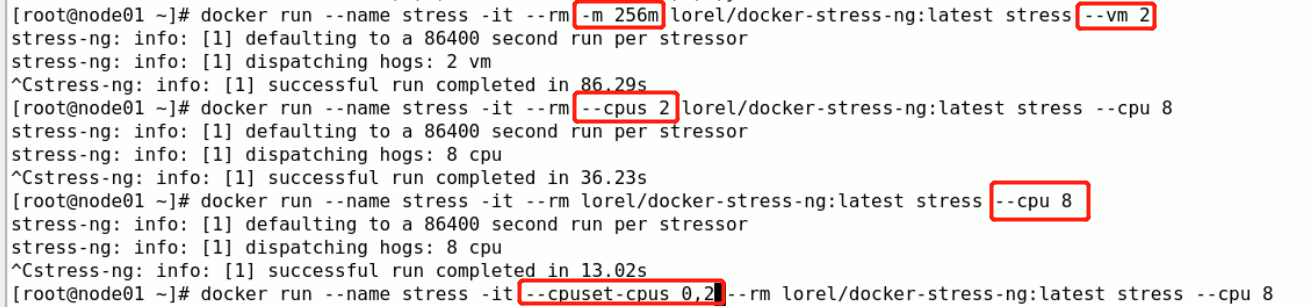 [root@node01 ~]# docker run --name stress -it --rm -m 256m lorel/docker-stress-ng:latest stress --vm 2
stress-ng: info: [1] defaulting to a 86400 second run per stressor
stress-ng: info: [1] dispatching hogs: 2 vm
^Cstress-ng: info: [1] successful run completed in 86.29s
[root@node01 ~]# docker run --name stress -it --rm --cpus 2 lorel/docker-stress-ng:latest stress --cpu 8
stress-ng: info: [1] defaulting to a 86400 second run per stressor
stress-ng: info: [1] dispatching hogs: 8 cpu
^Cstress-ng: info: [1] successful run completed in 36.23s
[root@node01 ~]# docker run --name stress -it --rm lorel/docker-stress-ng:latest stress --cpu 8
stress-ng: info: [1] defaulting to a 86400 second run per stressor
stress-ng: info: [1] dispatching hogs: 8 cpu
^Cstress-ng: info: [1] successful run completed in 13.02s
[root@node01 ~]# docker run --name stress -it --cpuset-cpus 0,2 --rm lorel/docker-stress-ng:latest stress --cpu 8